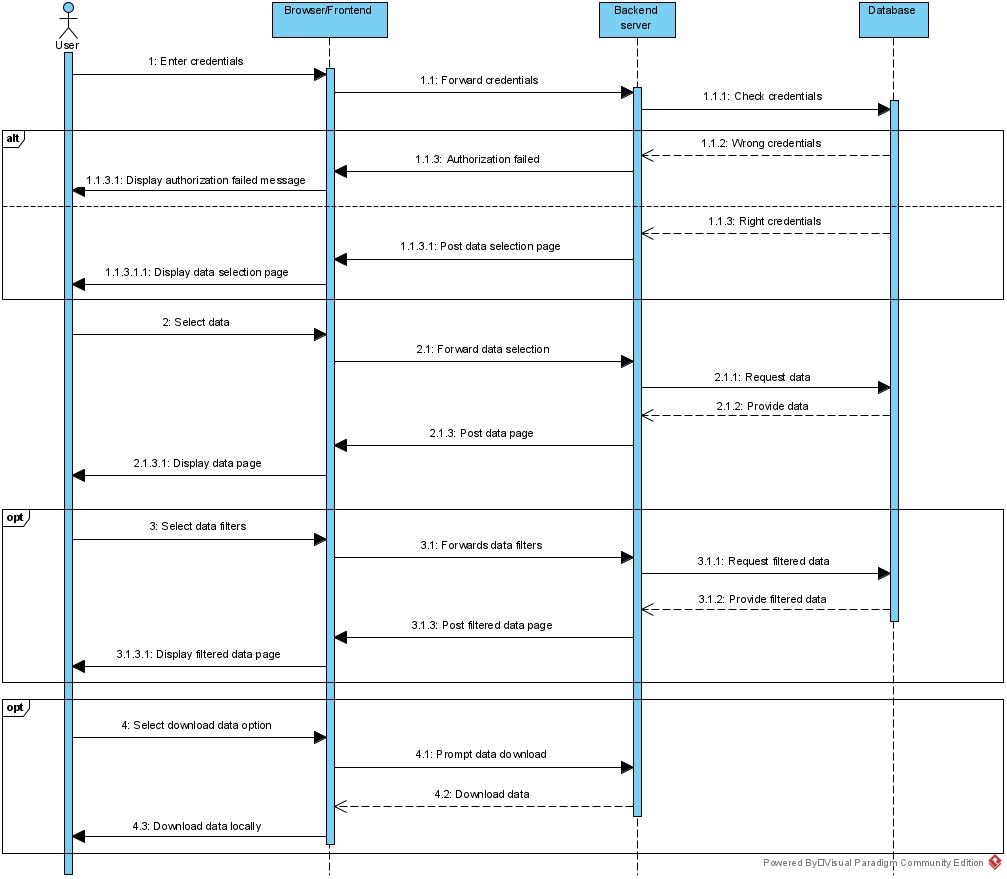 User
Browser/Frontend
Backend
server
Database
1: Enter credentials
1.1: Forward credentials
1.1.1: Check credentials
alt
1.1.2: Wrong credentials
1.1.3: Authorization failed
1.1.3.1: Display authorization failed message
1.1.3: Right credentials
1.1.3.1: Post data selection page
1.1.3.1.1: Display data selection page
2: Select data
2.1: Forward data selection
2.1.1: Request data
2.1.2: Provide data
2.1.3: Post data page
2.1.3.1: Display data page
opt
3: Select data filters
3.1: Forwards data filters
3.1.1: Request filtered data
3.1.2: Provide filtered data
3.1.3: Post filtered data page
3.1.3.1: Display filtered data page
opt
4: Select download data option
4.1: Prompt data download
4.2: Download data
4.3: Download data locally
Powered By□Visual Paradigm Community Edition